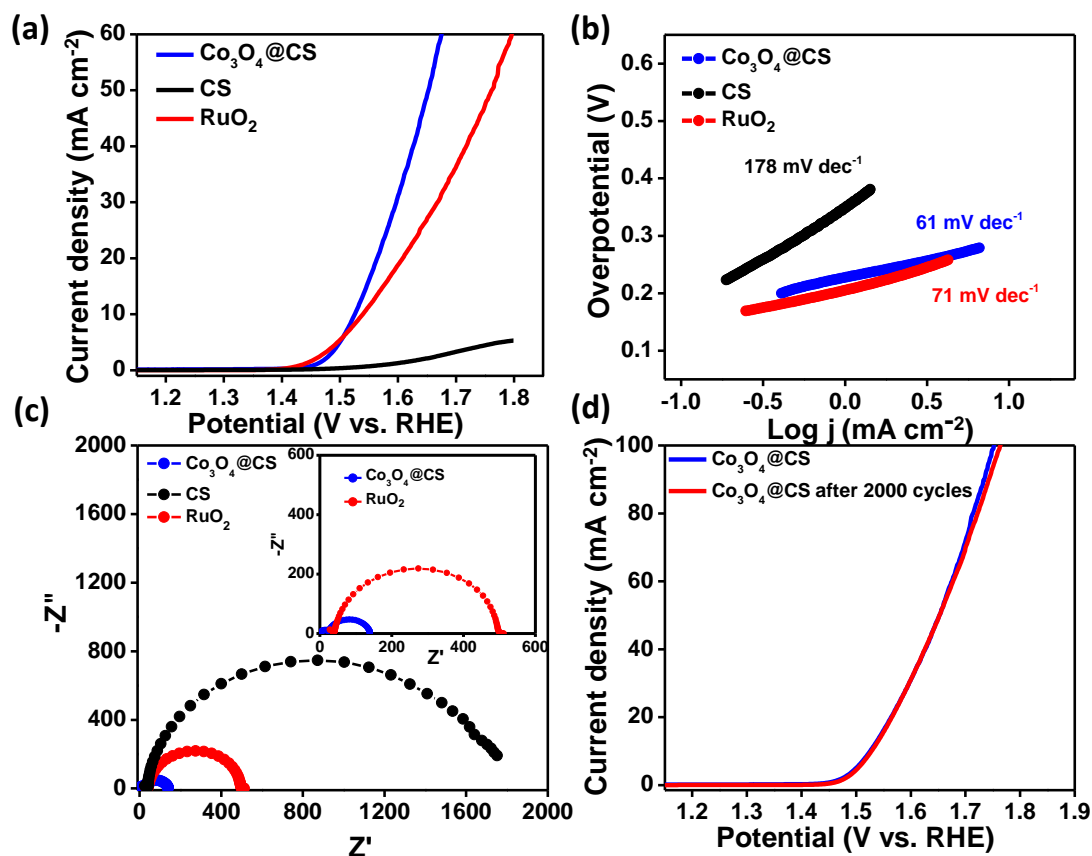 (a)
60
50
40
30
20
10
0
Current density (mA cm⁻²)
Co₃O₄@CS
CS
RuO₂
1.2 1.3 1.4 1.5 1.6 1.7 1.8
Potential (V vs. RHE)
(b)
0.6
0.5
0.4
0.3
0.2
0.1
Overpotential (V)
Co₃O₄@CS
CS
RuO₂
178 mV dec⁻¹
61 mV dec⁻¹
71 mV dec⁻¹
-1.0 -0.5 0.0 0.5 1.0
Log j (mA cm⁻²)
(c)
2000
1600
1200
800
400
0
-Z"
Co₃O₄@CS
CS
RuO₂
600
400
200
0
-Z"
Co₃O₄@CS
RuO₂
0 200 400 600
Z'
0 400 800 1200 1600 2000
Z'
(d)
100
80
60
40
20
0
Current density (mA cm⁻²)
Co₃O₄@CS
Co₃O₄@CS after 2000 cycles
1.2 1.3 1.4 1.5 1.6 1.7 1.8 1.9
Potential (V vs. RHE)